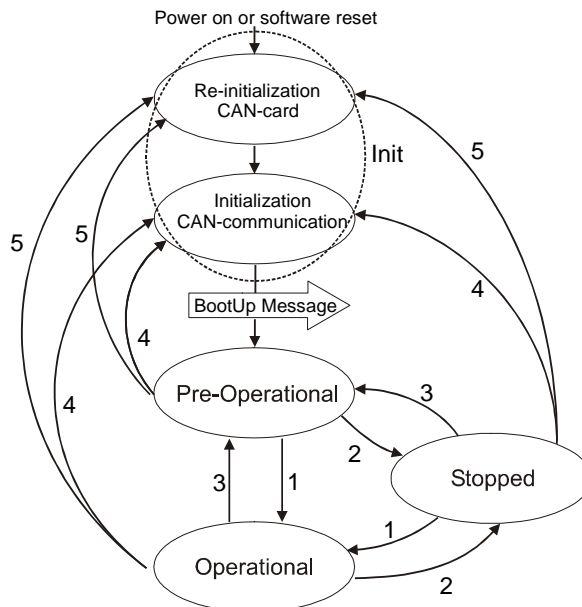 Power on or software reset
Re-initialization
CAN-card
Init
5
Initialization
CAN-communication
5
5
4
BootUp Message
4
4
Pre-Operational
3
2
3
1
Stopped
1
Operational
2